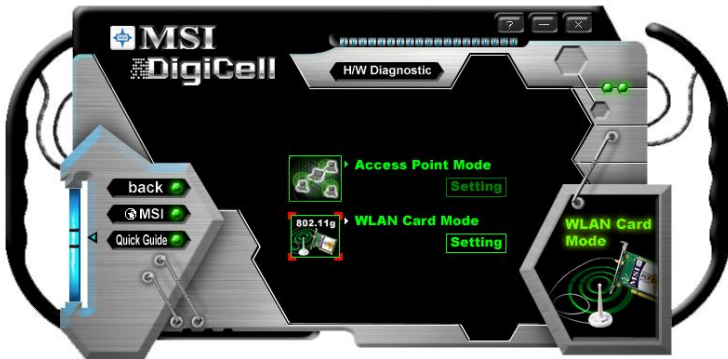 ?
MSI
DigiCell
H/W Diagnostic
Access Point Mode
Setting
back
802.11g
WLAN Card Mode
MSI
Setting
WLAN Card
Mode
Quick Guide
MSI